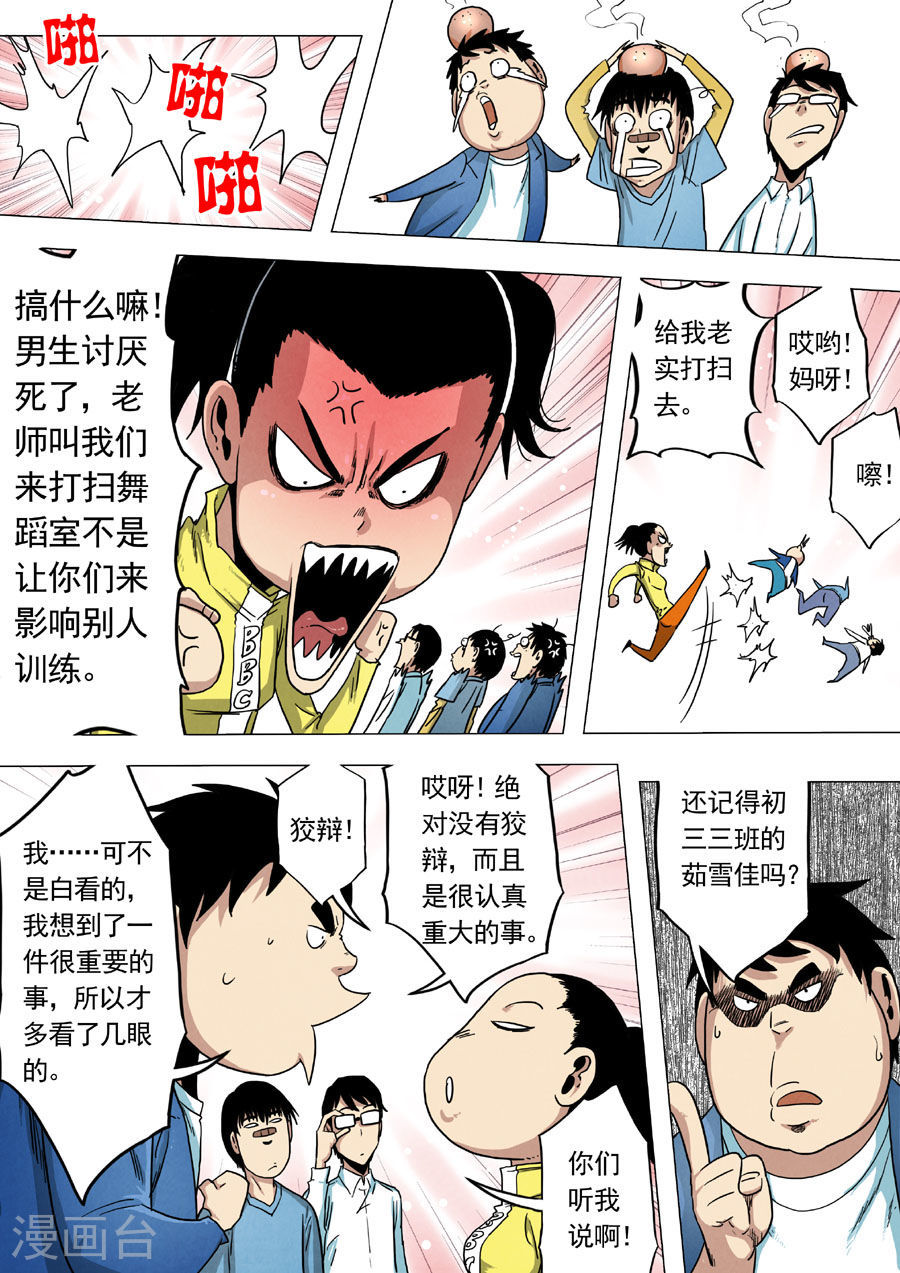 啪
啪
啪
搞什么嘛！
男生讨厌
死了，老
师叫我们
来打扫舞
蹈室不是
让你们来
影响别人
训练。
BBC
给我老
实打扫
去。
哎哟！
妈呀！
嚓！
我……可不
是白看的，
我想到了一
件很重要的
事，所以才
多看了几眼
的。
狡辩！
哎呀！绝
对没有狡
辩，而且
是很认真
重大的事。
你们
听我
说啊！
还记得初
三三班的
茹雪佳吗？
漫画台